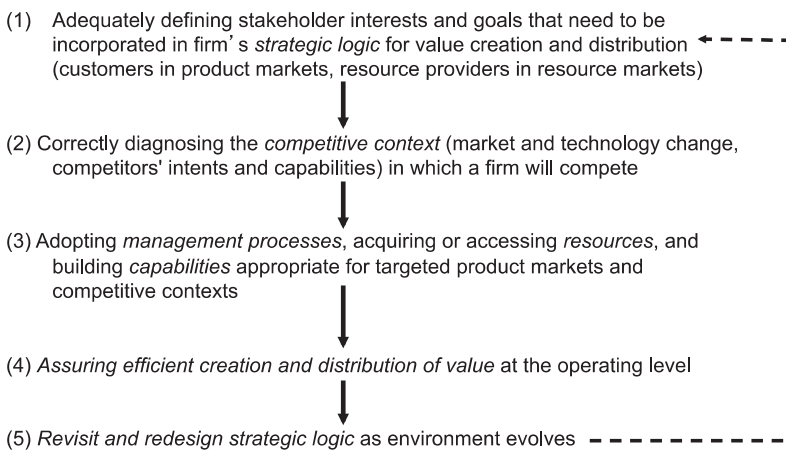 (1) Adequately defining stakeholder interests and goals that need to be
incorporated in firm's strategic logic for value creation and distribution
(customers in product markets, resource providers in resource markets)
(2) Correctly diagnosing the competitive context (market and technology change,
competitors' intents and capabilities) in which a firm will compete
(3) Adopting management processes, acquiring or accessing resources, and
building capabilities appropriate for targeted product markets and
competitive contexts
(4) Assuring efficient creation and distribution of value at the operating level
(5) Revisit and redesign strategic logic as environment evolves